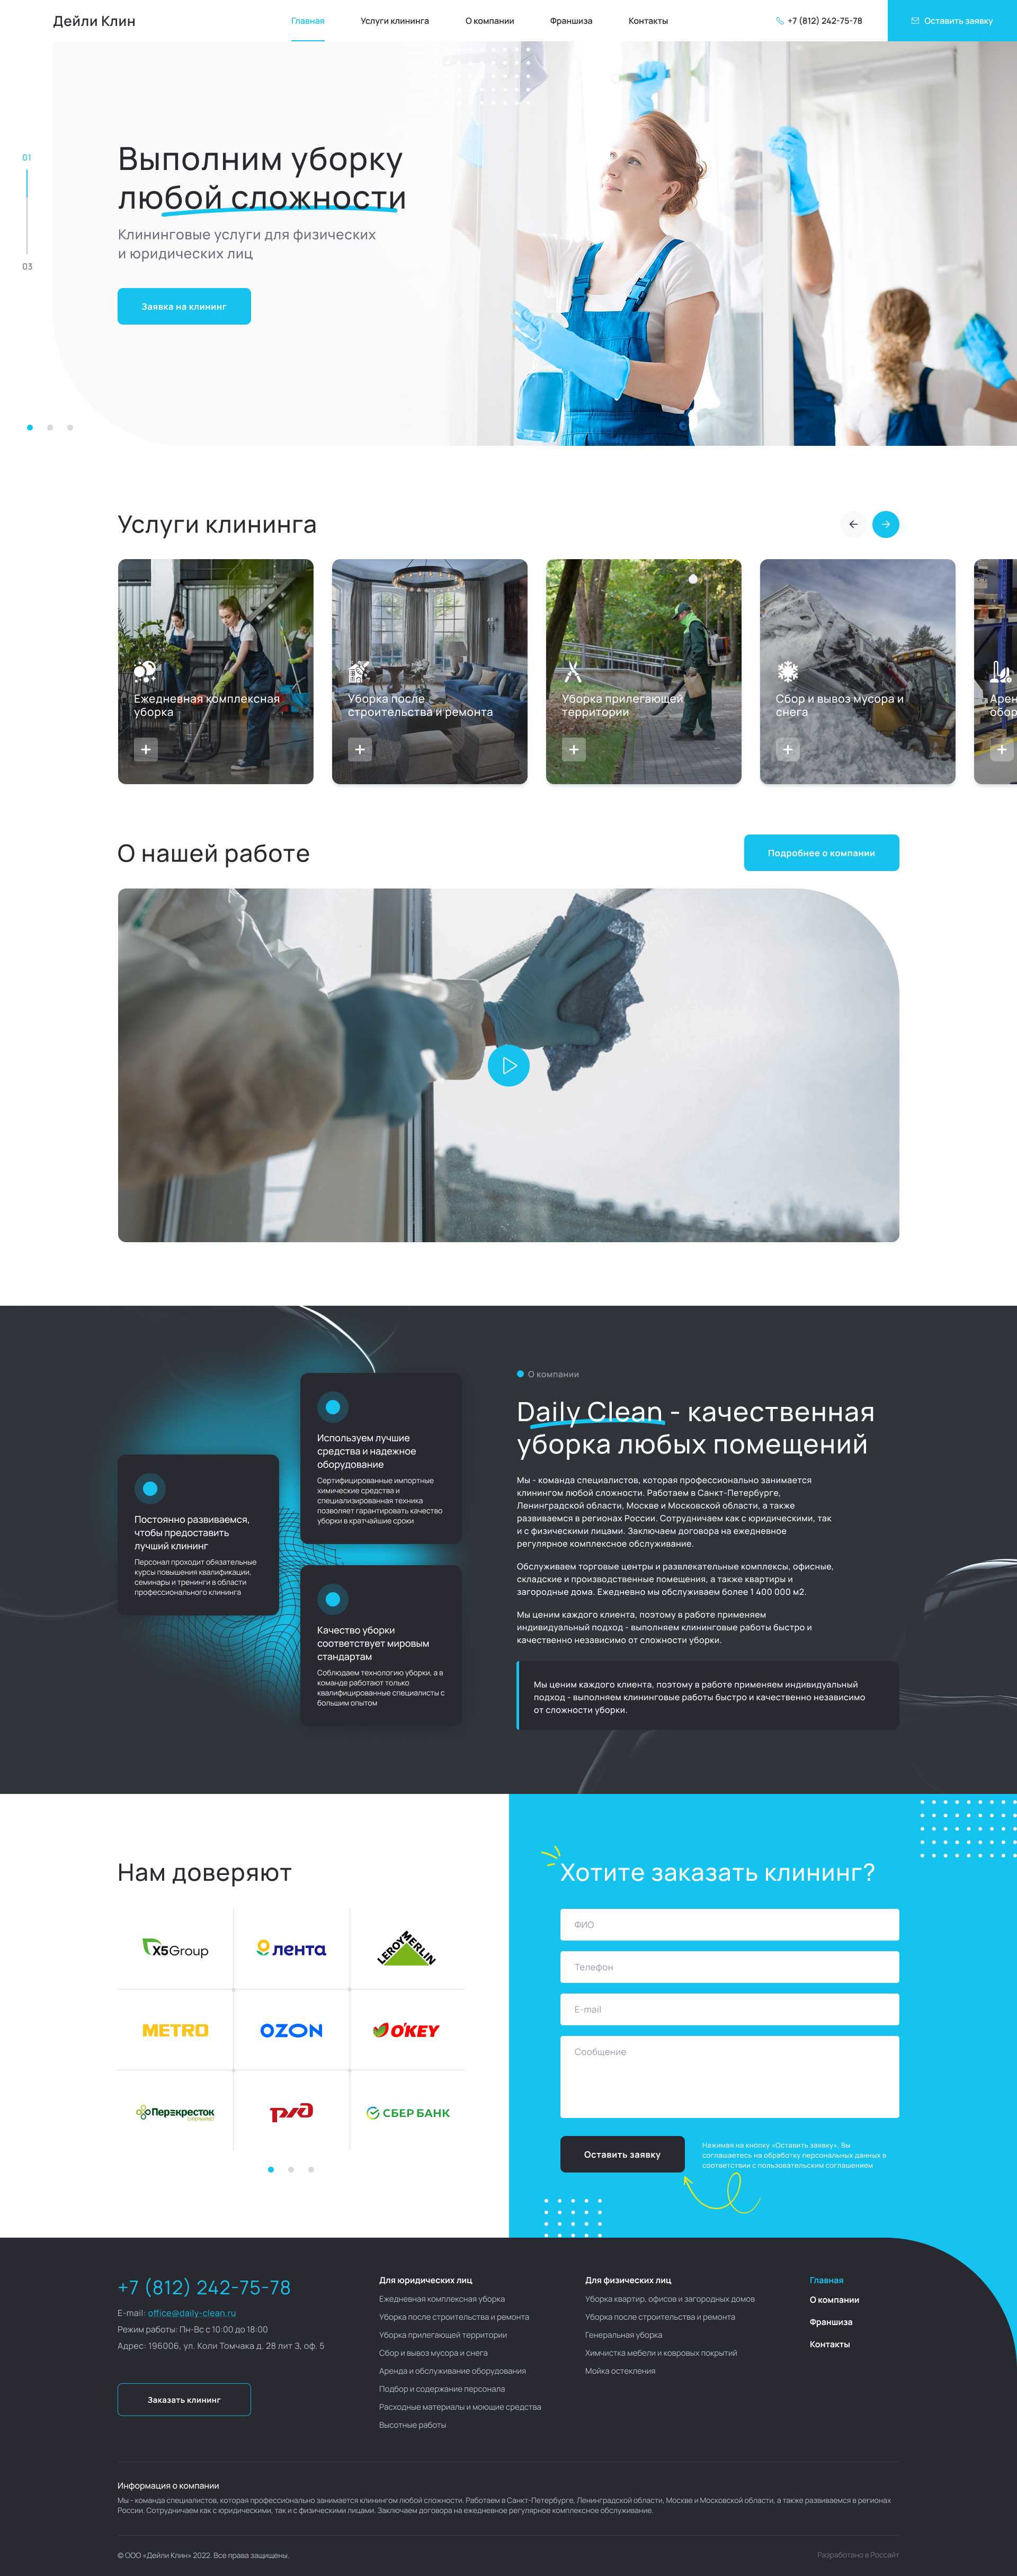 Дейли Клин
Главная
Услуги клининга
О компании
Франшиза
Контакты
+7 (812) 242-75-78
Оставить заявку
01
03
Выполним уборку
любой сложности
Клининговые услуги для физических
и юридических лиц
Заявка на клининг
Услуги клининга
Ежедневная комплексная
уборка
Уборка после
строительства и ремонта
Уборка прилегающей
территории
Сбор и вывоз мусора и
снега
Арен
обор
О нашей работе
Подробнее о компании
Используем лучшие
средства и надежное
оборудование
Сертифицированные импортные
химические средства и
специализированная техника
позволяет гарантировать качество
уборки в кратчайшие сроки
Постоянно развиваемся,
чтобы предоставить
лучший клининг
Персонал проходит обязательные
курсы повышения квалификации,
семинары и тренинги в области
профессионального клининга
Качество уборки
соответствует мировым
стандартам
Соблюдаем технологию уборки, а в
команде работают только
квалифицированные специалисты с
большим опытом
О компании
Daily Clean - качественная
уборка любых помещений
Мы - команда специалистов, которая профессионально занимается
клинингом любой сложности. Работаем в Санкт-Петербурге,
Ленинградской области, Москве и Московской области, а также
развиваемся в регионах России. Сотрудничаем как с юридическими, так
и с физическими лицами. Заключаем договора на ежедневное
регулярное комплексное обслуживание.
Обслуживаем торговые центры и развлекательные комплексы, офисные,
складские и производственные помещения, а также квартиры и
загородные дома. Ежедневно мы обслуживаем более 1 400 000 м2.
Мы ценим каждого клиента, поэтому в работе применяем
индивидуальный подход - выполняем клининговые работы быстро и
качественно независимо от сложности уборки.
Мы ценим каждого клиента, поэтому в работе применяем индивидуальный
подход - выполняем клининговые работы быстро и качественно независимо
от сложности уборки.
Нам доверяют
X5Group
лента
LEROY MERLIN
METRO
OZON
O'KEY
Перекресток
СУПЕРМАРКЕТ
ржд
СБЕР БАНК
Хотите заказать клининг?
ФИО
Телефон
E-mail
Сообщение
Оставить заявку
Нажимая на кнопку «Оставить заявку», Вы
соглашаетесь на обработку персональных данных в
соответствии с пользовательским соглашением
+7 (812) 242-75-78
E-mail: office@daily-clean.ru
Режим работы: Пн-Вс с 10:00 до 18:00
Адрес: 196006, ул. Коли Томчака д. 28 лит З, оф. 5
Заказать клининг
Для юридических лиц
Ежедневная комплексная уборка
Уборка после строительства и ремонта
Уборка прилегающей территории
Сбор и вывоз мусора и снега
Аренда и обслуживание оборудования
Подбор и содержание персонала
Расходные материалы и моющие средства
Высотные работы
Для физических лиц
Уборка квартир, офисов и загородных домов
Уборка после строительства и ремонта
Генеральная уборка
Химчистка мебели и ковровых покрытий
Мойка остекления
Главная
О компании
Франшиза
Контакты
Информация о компании
Мы - команда специалистов, которая профессионально занимается клинингом любой сложности. Работаем в Санкт-Петербурге, Ленинградской области, Москве и Московской области, а также развиваемся в регионах
России. Сотрудничаем как с юридическими, так и с физическими лицами. Заключаем договора на ежедневное регулярное комплексное обслуживание.
© ООО «Дейли Клин» 2022. Все права защищены.
Разработано в Россайт